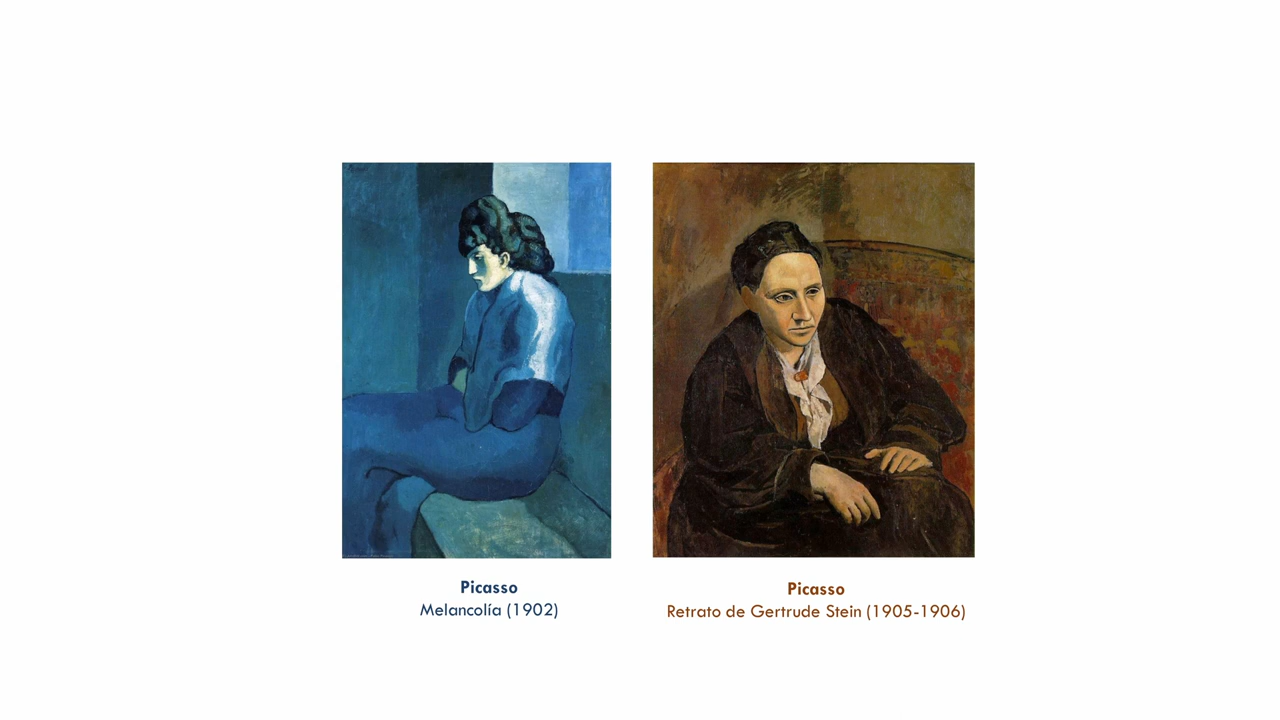 Picasso
Melancolía (1902)
Picasso
Retrato de Gertrude Stein (1905-1906)